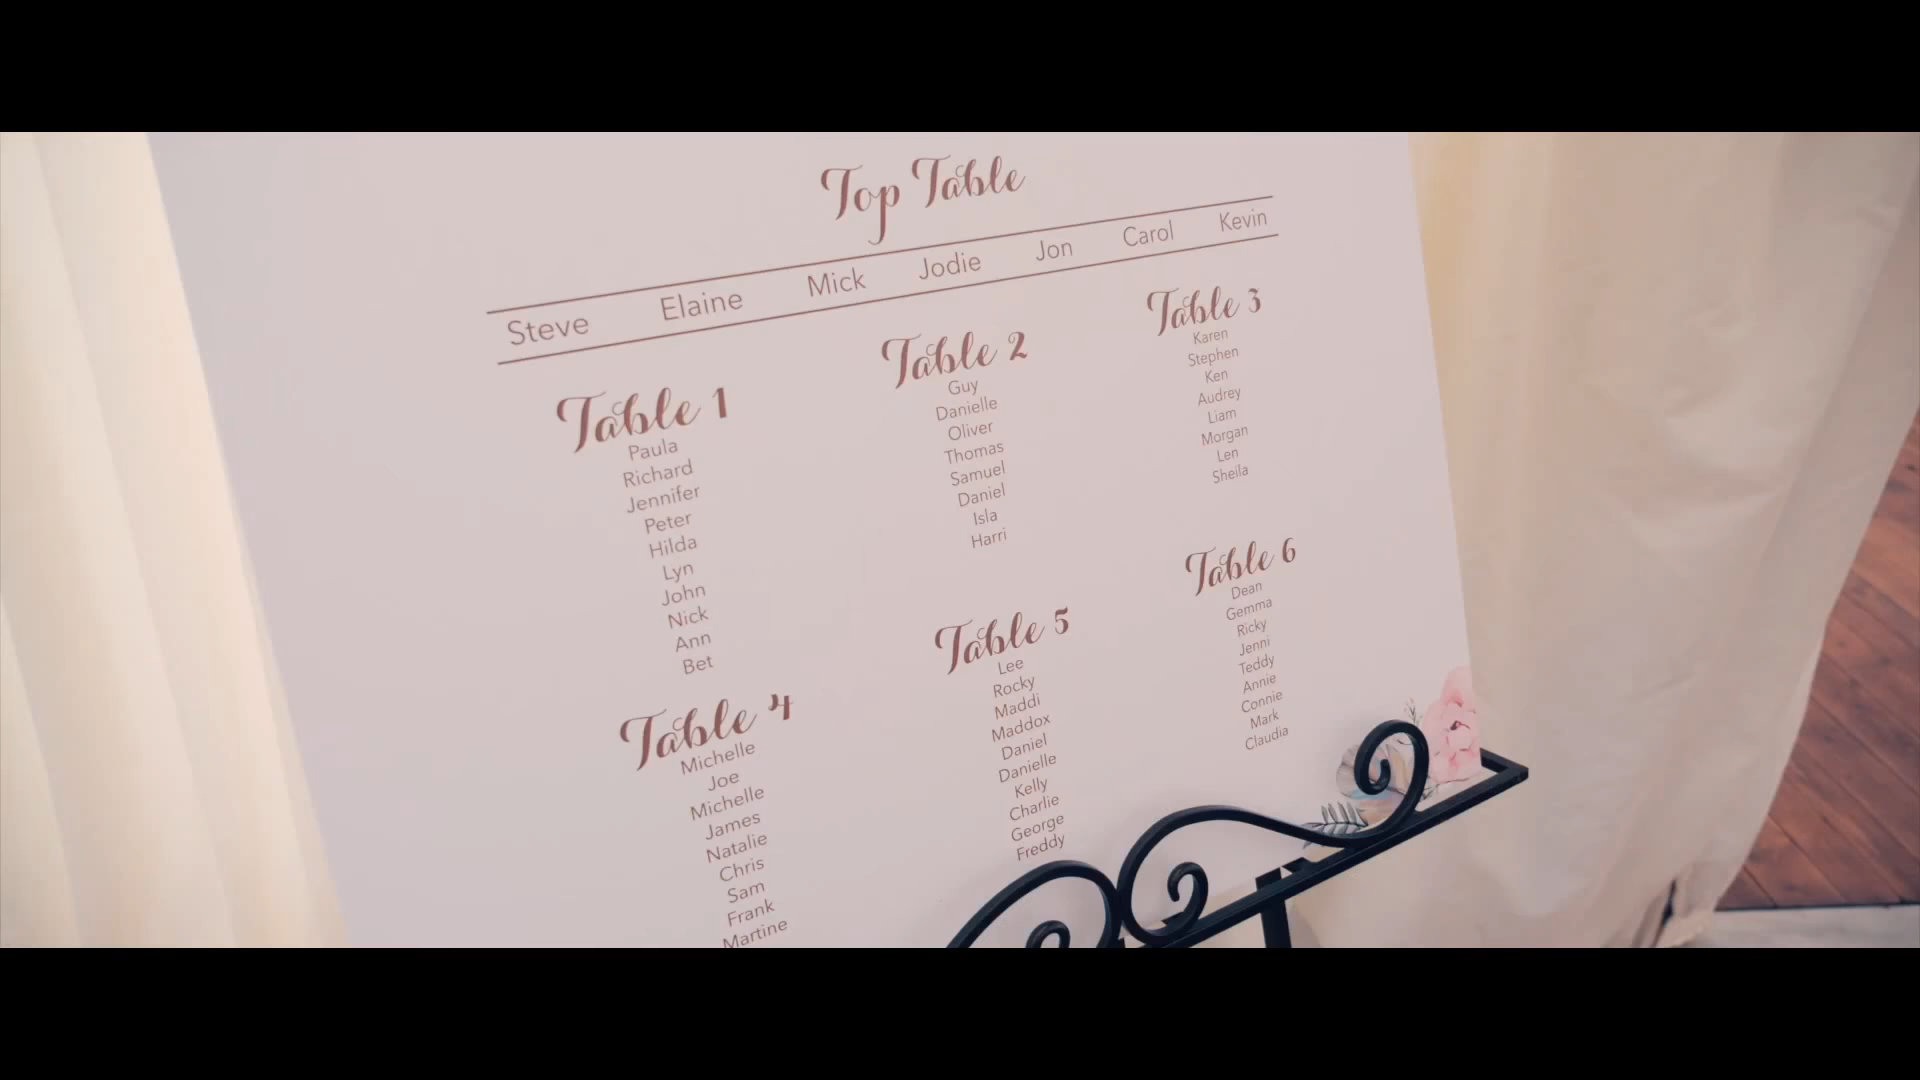 Top Table
Steve Elaine Mick Jodie Jon Carol Kevin
Table 1
Paula
Richard
Jennifer
Peter
Hilda
Lyn
John
Nick
Ann
Bet
Table 2
Guy
Danielle
Oliver
Thomas
Samuel
Daniel
Isla
Harri
Table 3
Karen
Stephen
Ken
Audrey
Liam
Morgan
Len
Sheila
Table 4
Michelle
Joe
Michelle
James
Natalie
Chris
Sam
Frank
Martine
Table 5
Lee
Rocky
Maddi
Maddox
Daniel
Danielle
Kelly
Charlie
George
Freddy
Table 6
Dean
Gemma
Ricky
Jenni
Teddy
Annie
Connie
Mark
Claudia